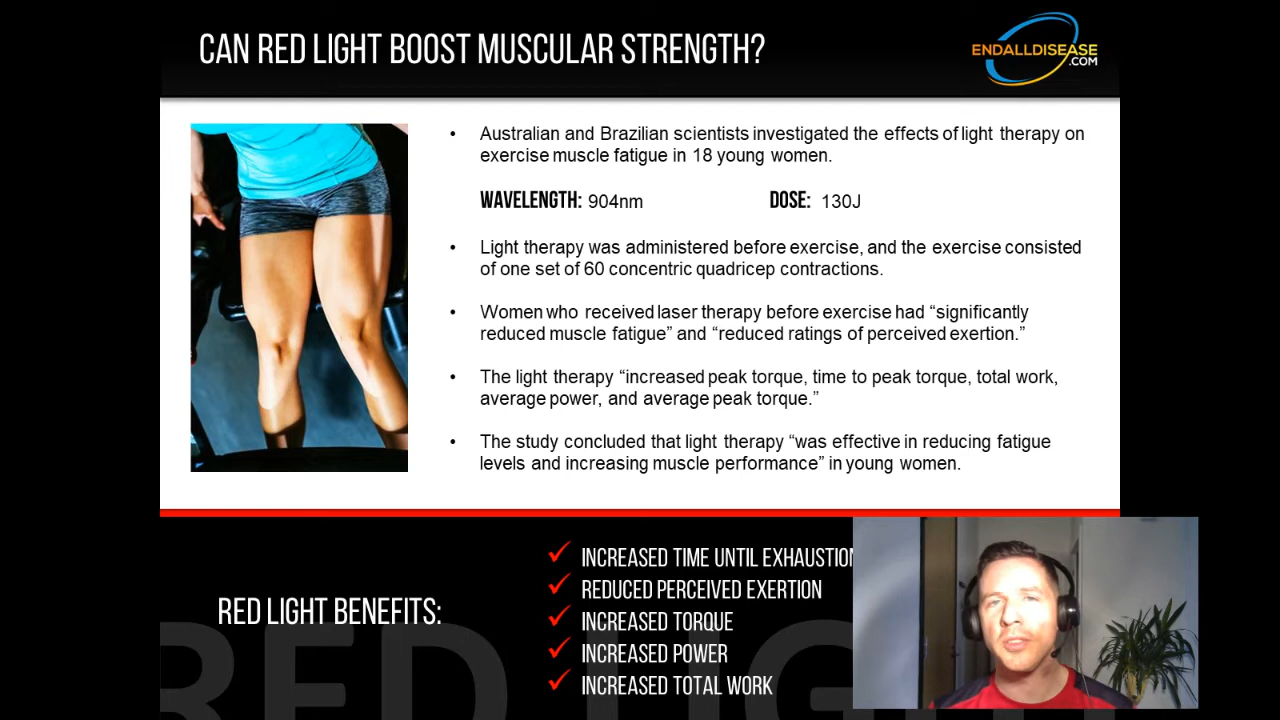 CAN RED LIGHT BOOST MUSCULAR STRENGTH?
ENDALLDISEASE
.COM
• Australian and Brazilian scientists investigated the effects of light therapy on
exercise muscle fatigue in 18 young women.
WAVELENGTH: 904nm DOSE: 130J
• Light therapy was administered before exercise, and the exercise consisted
of one set of 60 concentric quadricep contractions.
• Women who received laser therapy before exercise had “significantly
reduced muscle fatigue” and “reduced ratings of perceived exertion.”
• The light therapy “increased peak torque, time to peak torque, total work,
average power, and average peak torque.”
• The study concluded that light therapy “was effective in reducing fatigue
levels and increasing muscle performance” in young women.
RED LIGHT BENEFITS:
✓ INCREASED TIME UNTIL EXHAUSTION
✓ REDUCED PERCEIVED EXERTION
✓ INCREASED TORQUE
✓ INCREASED POWER
✓ INCREASED TOTAL WORK
RED LIG